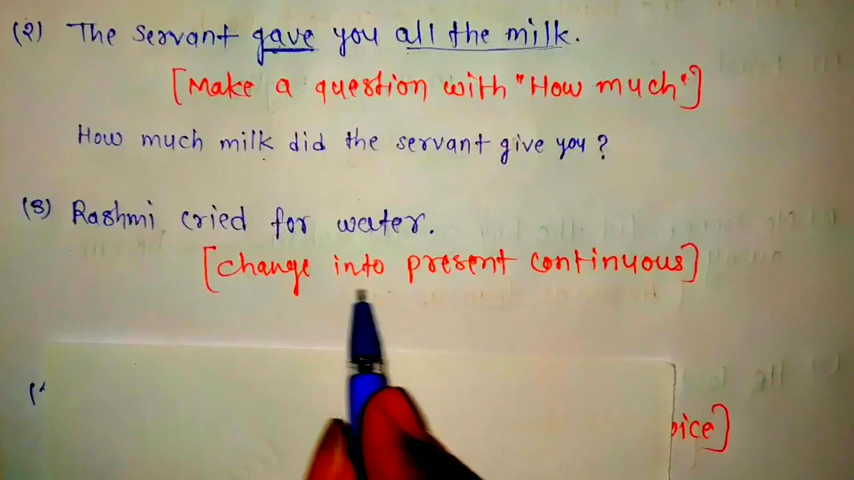 (2) The servant gave you all the milk.
[Make a question with "How much"]
How much milk did the servant give you?
(3) Rashmi cried for water.
[change into present continuous]